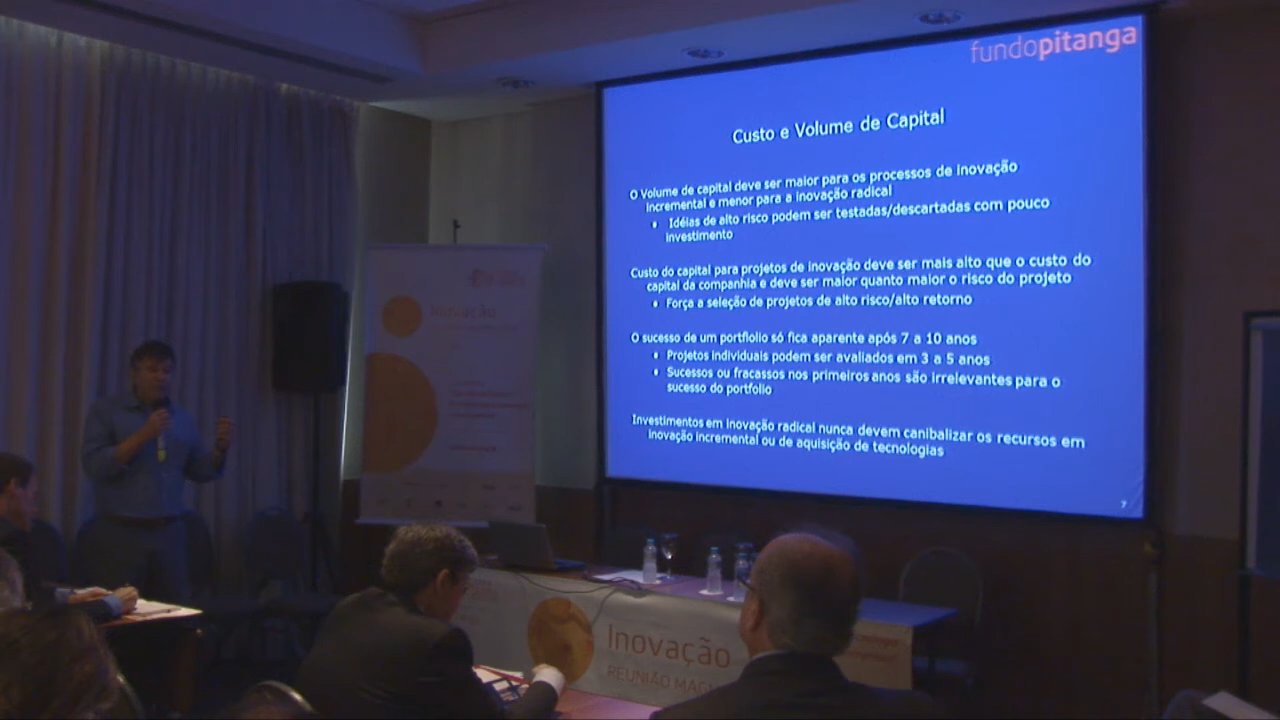 fundopitanga
Custo e Volume de Capital
O Volume de capital deve ser maior para os processos de inovação
incremental e menor para a inovação radical
• Idéias de alto risco podem ser testadas/descartadas com pouco
investimento
Custo do capital para projetos de inovação deve ser mais alto que o custo do
capital da companhia e deve ser maior quanto maior o risco do projeto
• Força a seleção de projetos de alto risco/alto retorno
O sucesso de um portflolio só fica aparente após 7 a 10 anos
• Projetos individuais podem ser avaliados em 3 a 5 anos
• Sucessos ou fracassos nos primeiros anos são irrelevantes para o
sucesso do portfolio
Investimentos em inovação radical nunca devem canibalizar os recursos em
inovação incremental ou de aquisição de tecnologias
7
Inovação
Inovação
REUNIÃO